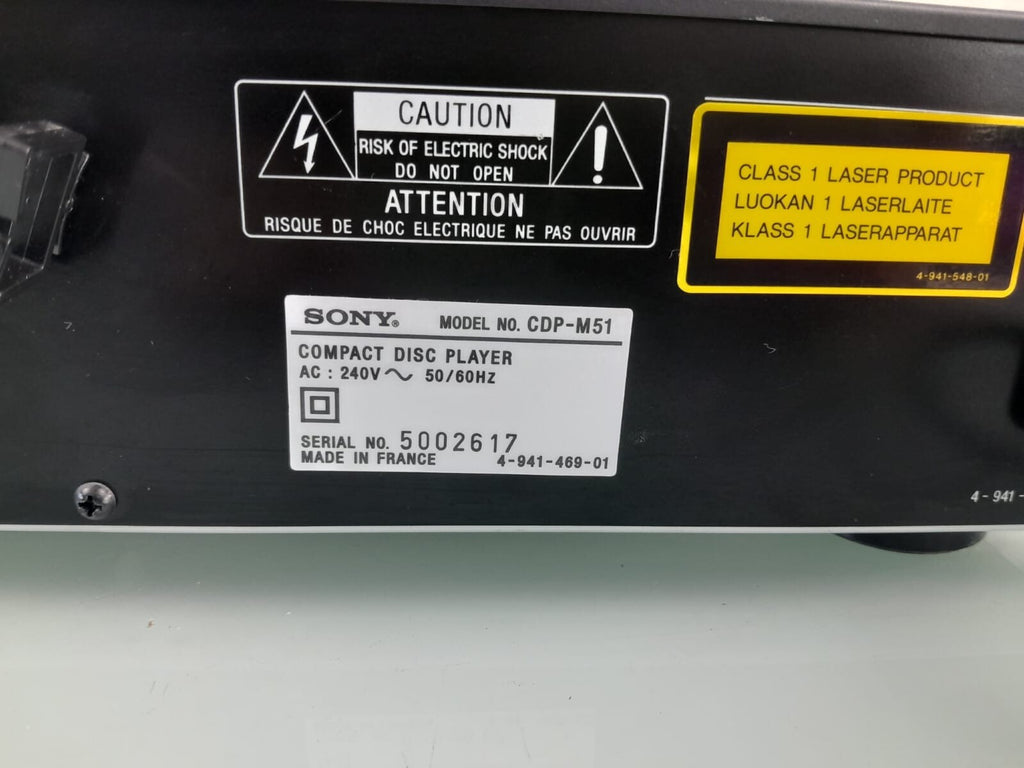 CAUTION
RISK OF ELECTRIC SHOCK
DO NOT OPEN
ATTENTION
RISQUE DE CHOC ELECTRIQUE NE PAS OUVRIR
CLASS 1 LASER PRODUCT
LUOKAN 1 LASERLAITE
KLASS 1 LASERAPPARAT
4-941-548-01
SONY® MODEL NO. CDP-M51
COMPACT DISC PLAYER
AC : 240V ~ 50/60HZ
SERIAL NO. 5002617
MADE IN FRANCE 4-941-469-01
4-941-